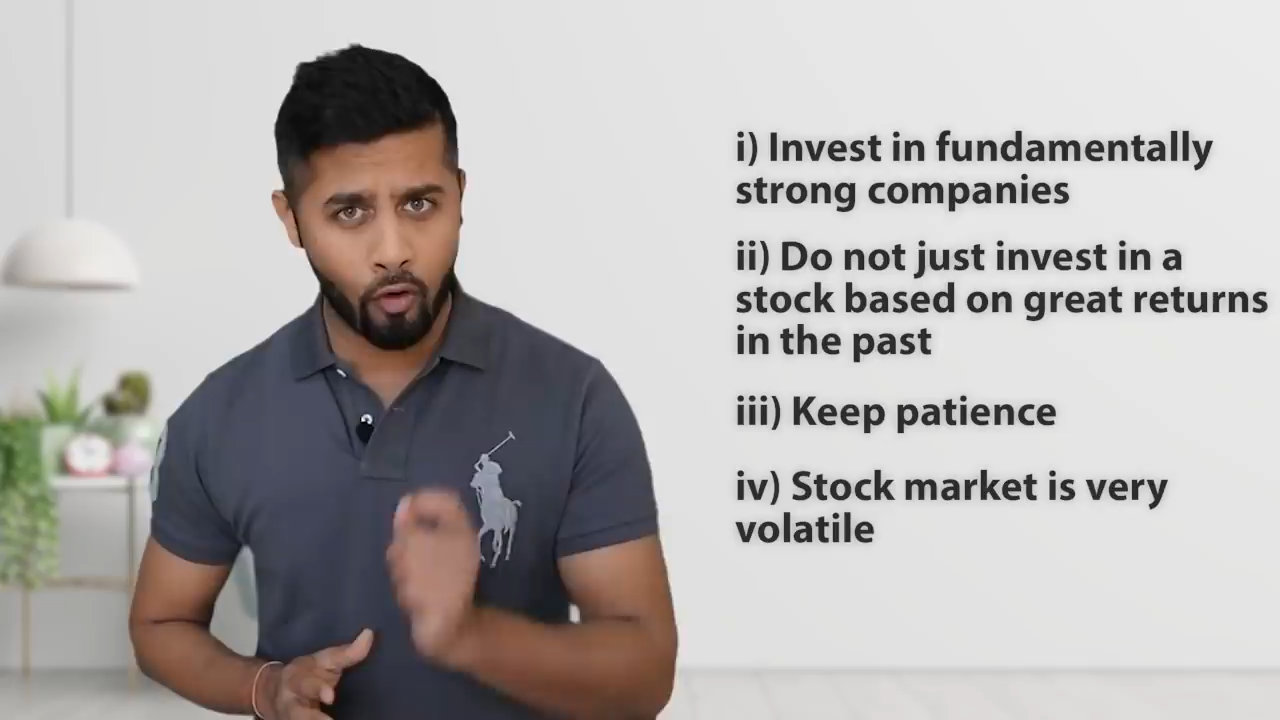 i) Invest in fundamentally
strong companies
ii) Do not just invest in a
stock based on great returns
in the past
iii) Keep patience
iv) Stock market is very
volatile